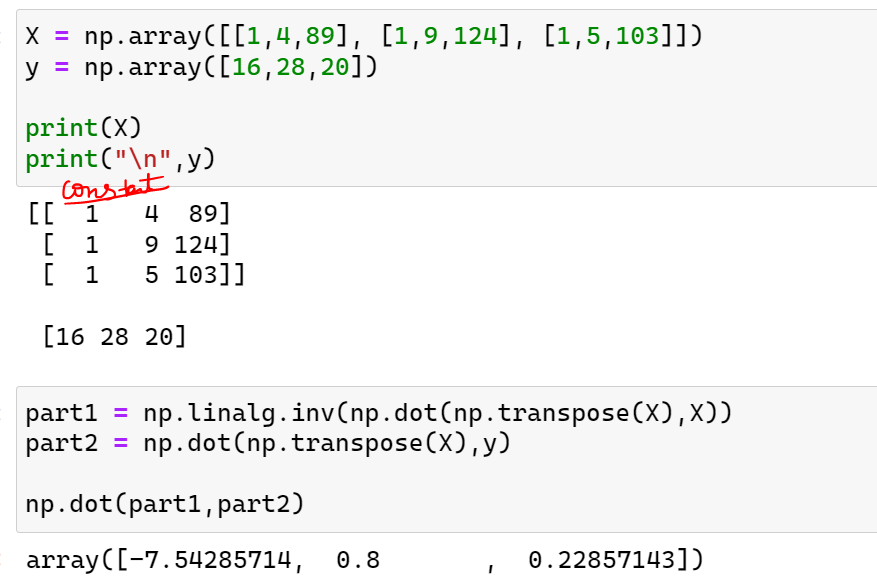 X = np.array([[1,4,89], [1,9,124], [1,5,103]])
y = np.array([16,28,20])
print(X)
print("\n",y)
constant
[[  1   4  89]
 [  1   9 124]
 [  1   5 103]]
 [16 28 20]
part1 = np.linalg.inv(np.dot(np.transpose(X),X))
part2 = np.dot(np.transpose(X),y)
np.dot(part1,part2)
array([-7.54285714,  0.8       ,  0.22857143])